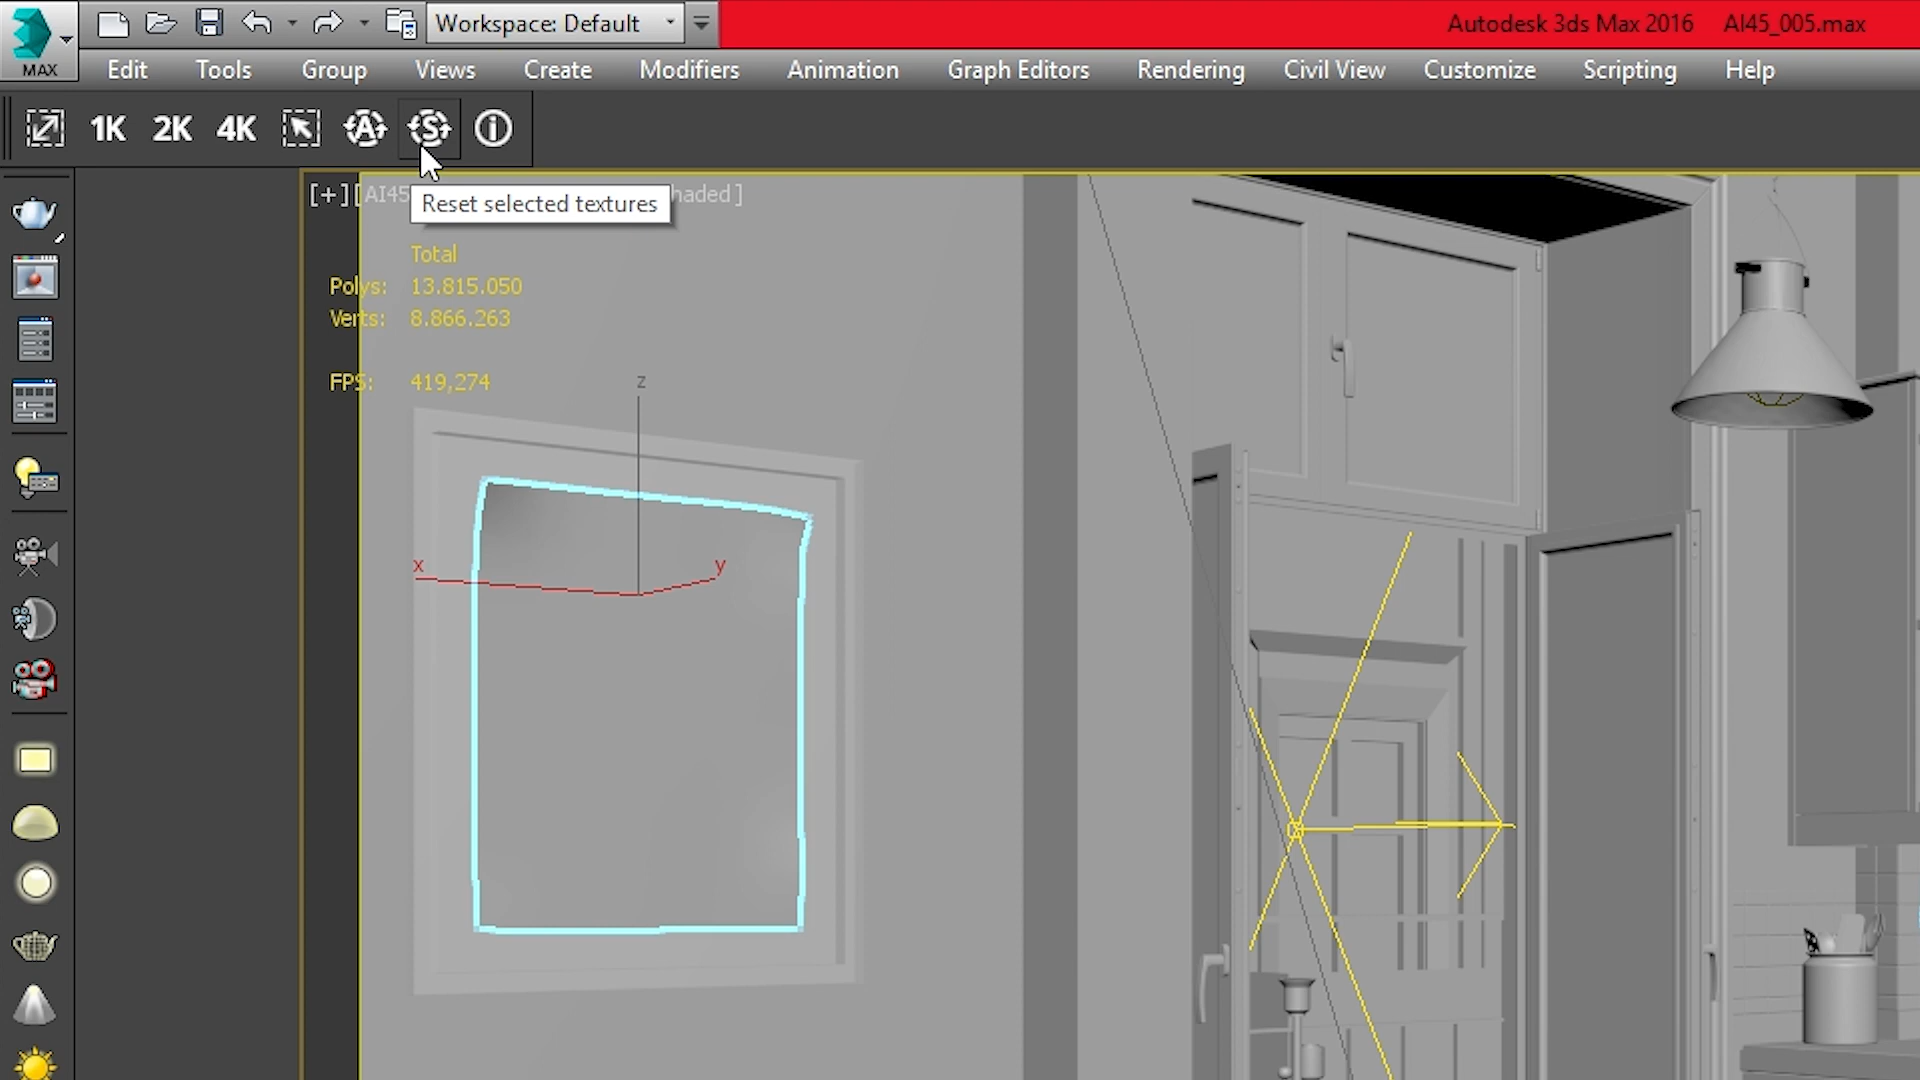 Workspace: Default
Autodesk 3ds Max 2016 AI45_005.max
MAX
Edit Tools Group Views Create Modifiers Animation Graph Editors Rendering Civil View Customize Scripting Help
1K 2K 4K A S i
[+][AI45 haded]
Reset selected textures
Total
Polys: 13.815.050
Verts: 8.866.263
FPS: 419,274
z
x y